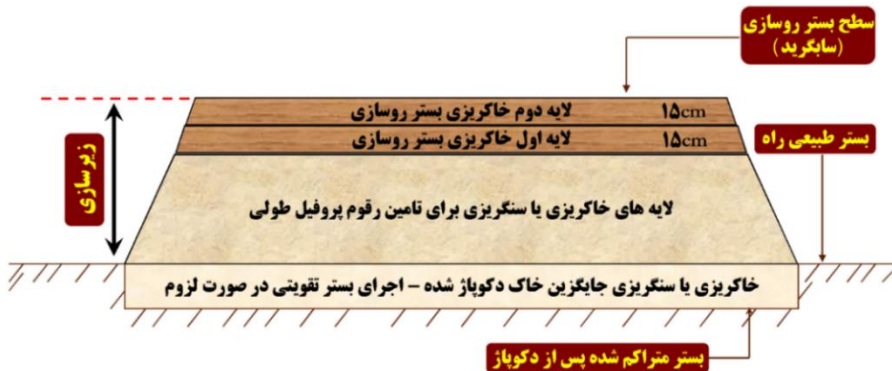 سطح بستر روسازی
(سابگرید)
لایه دوم خاکریزی بستر روسازی ۱۵cm
لایه اول خاکریزی بستر روسازی ۱۵cm
بستر طبیعی راه
زیرسازی
لایه های خاکریزی یا سنگریزی برای تامین رقوم پروفیل طولی
خاکریزی یا سنگریزی جایگزین خاک دکوپاژ شده – اجرای بستر تقویتی در صورت لزوم
بستر متراکم شده پس از دکوپاژ